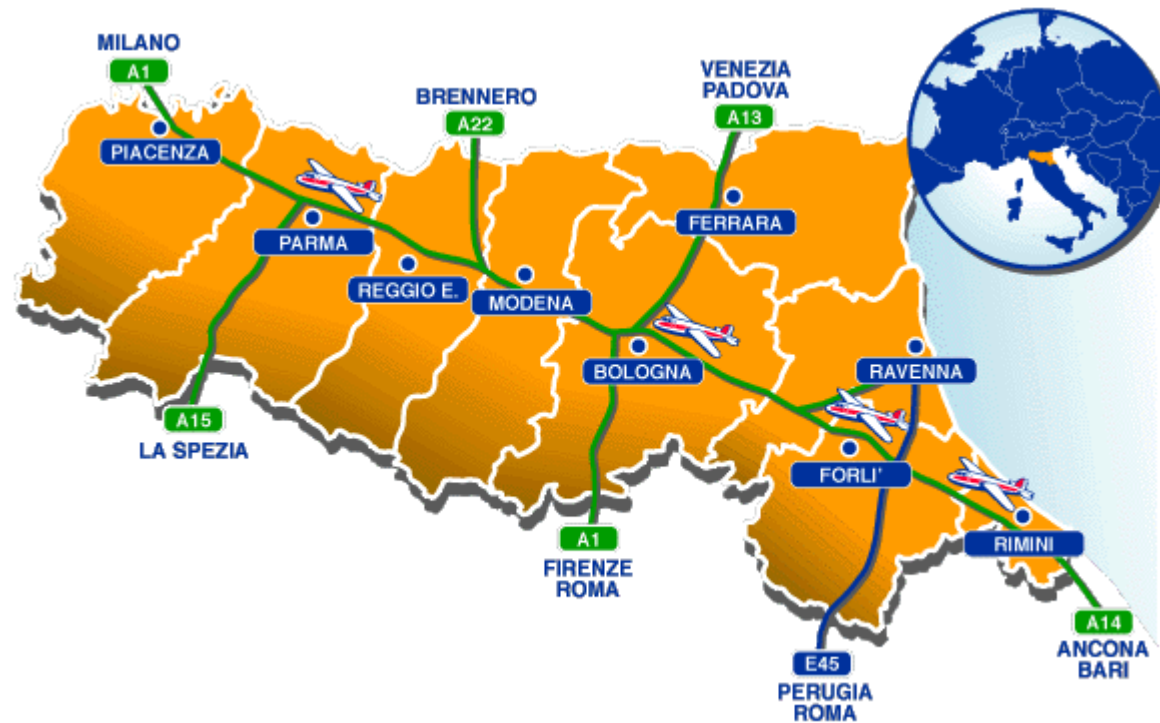 MILANO
A1
PIACENZA
BRENNERO
A22
VENEZIA
PADOVA
A13
FERRARA
PARMA
REGGIO E.
MODENA
BOLOGNA
RAVENNA
A15
LA SPEZIA
FORLI'
A1
FIRENZE
ROMA
RIMINI
A14
ANCONA
BARI
E45
PERUGIA
ROMA